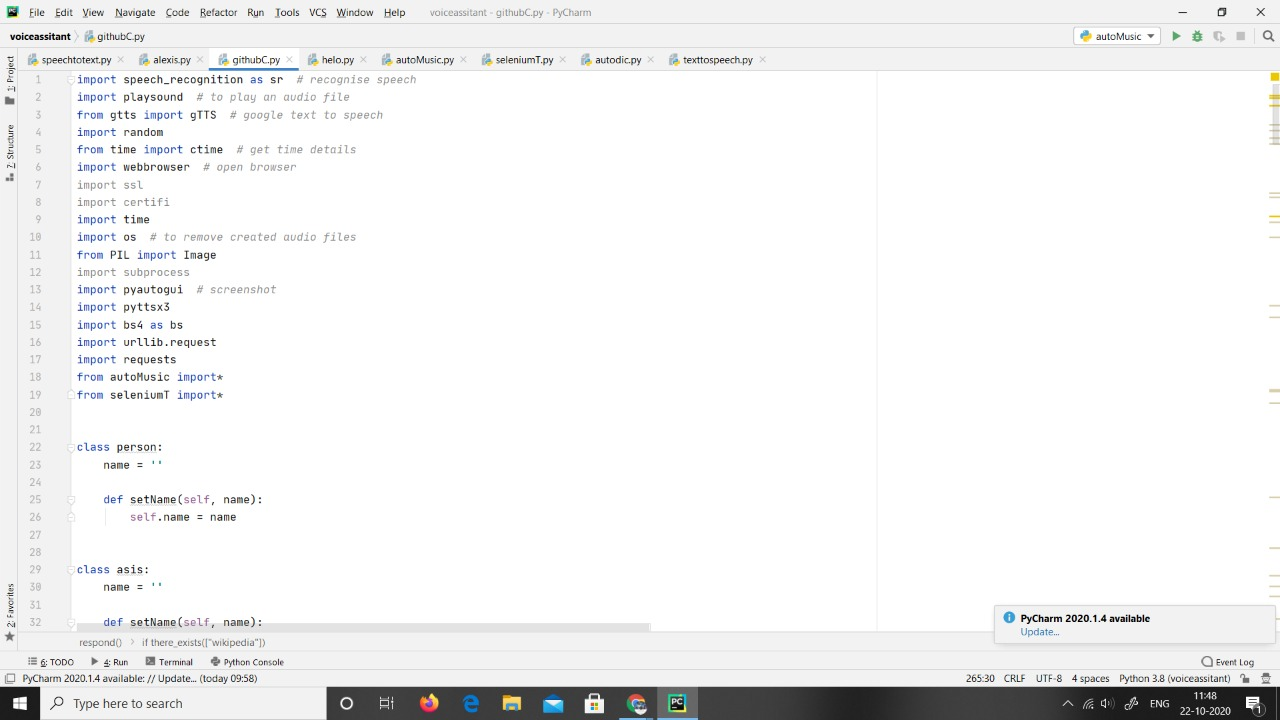 File Edit View Navigate Code Refactor Run Tools VCS Window Help voiceassitant - githubC.py - PyCharm
voiceassitant githubC.py autoMusic
speechtotext.py alexis.py githubC.py helo.py autoMusic.py seleniumT.py autodic.py texttospeech.py
1: Project
7: Structure
2: Favorites
1 import speech_recognition as sr # recognise speech
2 import playsound # to play an audio file
3 from gtts import gTTS # google text to speech
4 import random
5 from time import ctime # get time details
6 import webbrowser # open browser
7 import ssl
8 import certifi
9 import time
10 import os # to remove created audio files
11 from PIL import Image
12 import subprocess
13 import pyautogui # screenshot
14 import pyttsx3
15 import bs4 as bs
16 import urllib.request
17 import requests
18 from autoMusic import*
19 from seleniumT import*
20
21
22 class person:
23 name = ''
24
25 def setName(self, name):
26 self.name = name
27
28
29 class asis:
30 name = ''
31
32 def setName(self, name):
PyCharm 2020.1.4 available
Update...
respond() if there_exists(["wikipedia"])
6: TODO 4: Run Terminal Python Console Event Log
PyCharm 2020.1.4 available: // Update... (today 09:58) 265:30 CRLF UTF-8 4 spaces Python 3.8 (voiceassitant)
Type here to search ENG 11:48
22-10-2020 1